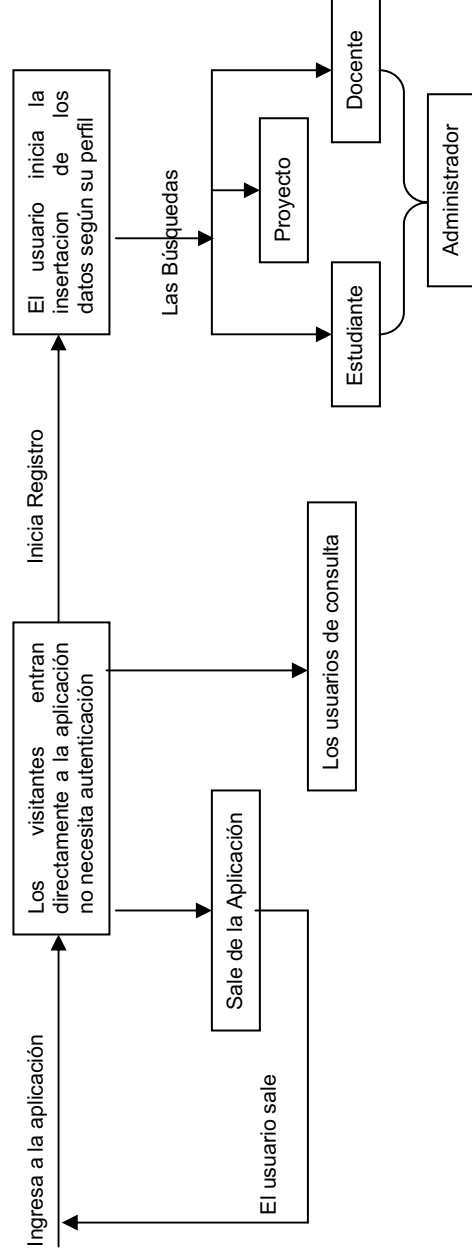 Ingresa a la aplicación
Los visitantes entran
directamente a la aplicación
no necesita autenticación
Inicia Registro
El usuario inicia la
insertacion de los
datos según su perfil
Sale de la Aplicación
El usuario sale
Los usuarios de consulta
Las Búsquedas
Estudiante
Proyecto
Docente
Administrador